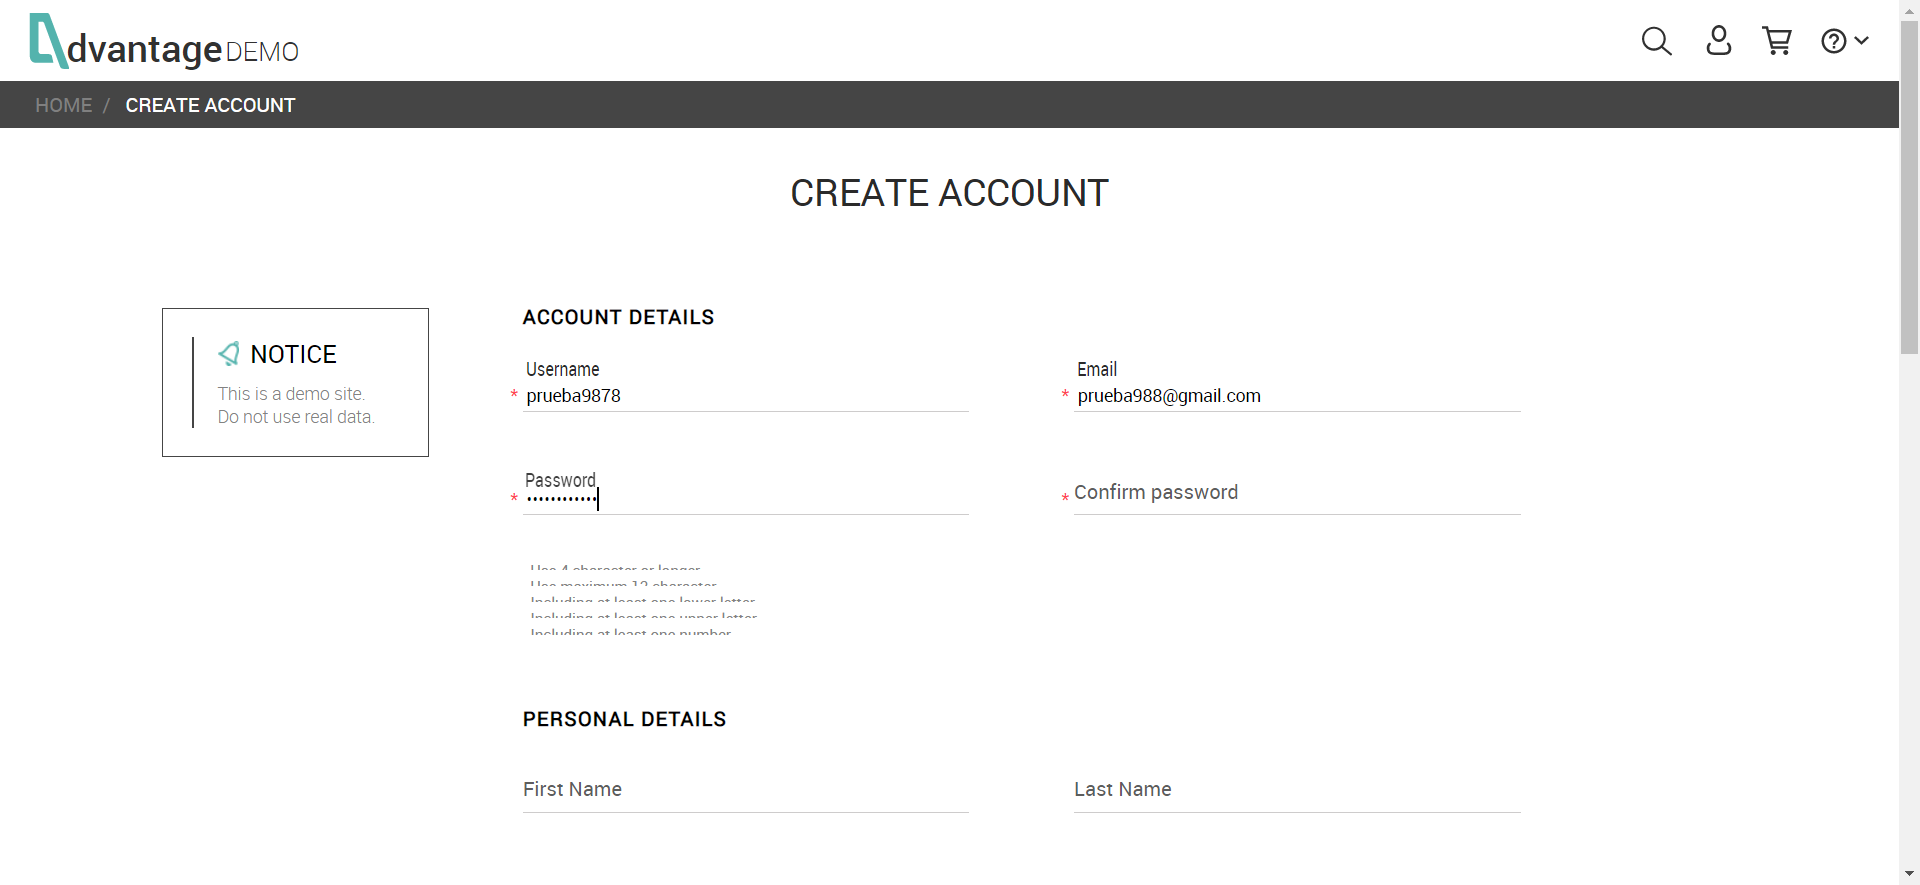 dvantage DEMO
HOME / CREATE ACCOUNT
CREATE ACCOUNT
NOTICE
This is a demo site.
Do not use real data.
ACCOUNT DETAILS
Username
* prueba9878
Email
* prueba988@gmail.com
Password
* ••••••••••••
* Confirm password
Use 4 character or longer
Use maximum 12 character
Including at least one lower letter
Including at least one upper letter
Including at least one number
PERSONAL DETAILS
First Name
Last Name